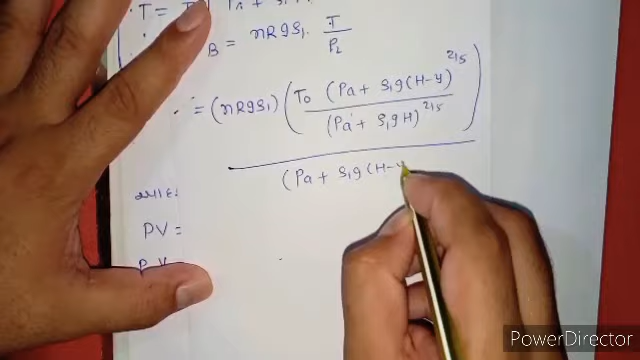 T =
B = nRgS₁ T/P₂
= (nRgS₁) (T₀ (Pa + S₁g(H-y)^2/5 / (Pa + S₁gH)^2/5)
(Pa + S₁g(H-y
PV =
PowerDirector